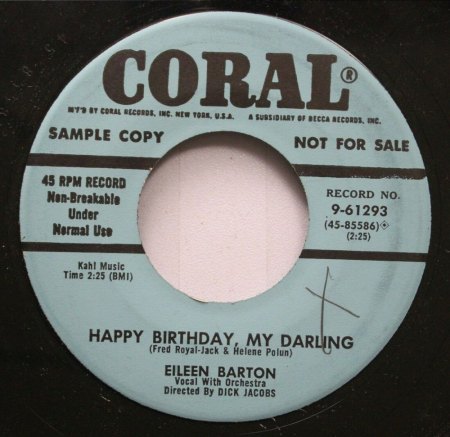 CORAL®
M'F'D BY CORAL RECORDS, INC. NEW YORK, U.S.A. A SUBSIDIARY OF DECCA RECORDS, INC.
SAMPLE COPY NOT FOR SALE
45 RPM RECORD
Non-Breakable
Under
Normal Use
RECORD NO.
9-61293
(45-85586)
(2:25)
Kahl Music
Time 2:25 (BMI)
HAPPY BIRTHDAY, MY DARLING
(Fred Royal-Jack & Helene Polun)
EILEEN BARTON
Vocal With Orchestra
Directed By DICK JACOBS